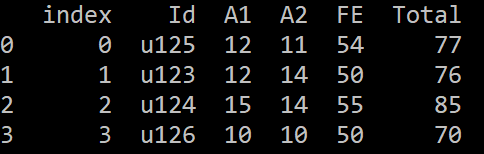 index Id A1 A2 FE Total
0 0 u125 12 11 54 77
1 1 u123 12 14 50 76
2 2 u124 15 14 55 85
3 3 u126 10 10 50 70